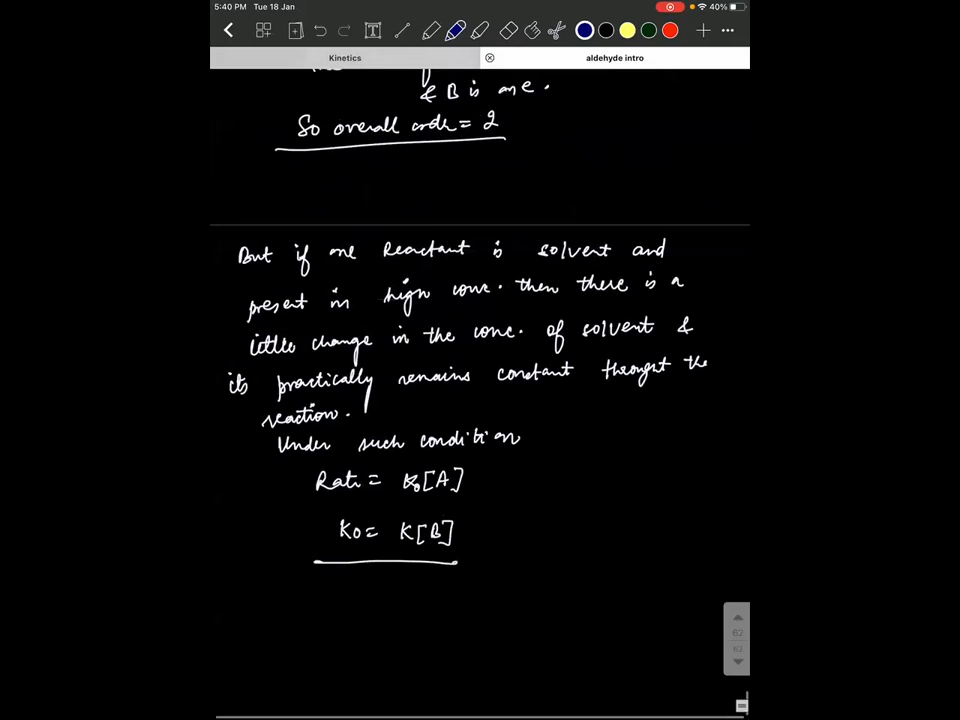 5:40 PM Tue 18 Jan
40%
Kinetics
aldehyde intro
& B is one.
So overall order = 2
But if one Reactant is solvent and
present in high conc. then there is a
little change in the conc. of solvent &
its practically remains constant throught the
reaction.
Under such condition
Rate = K₀[A]
K₀ = K[B]
62
62